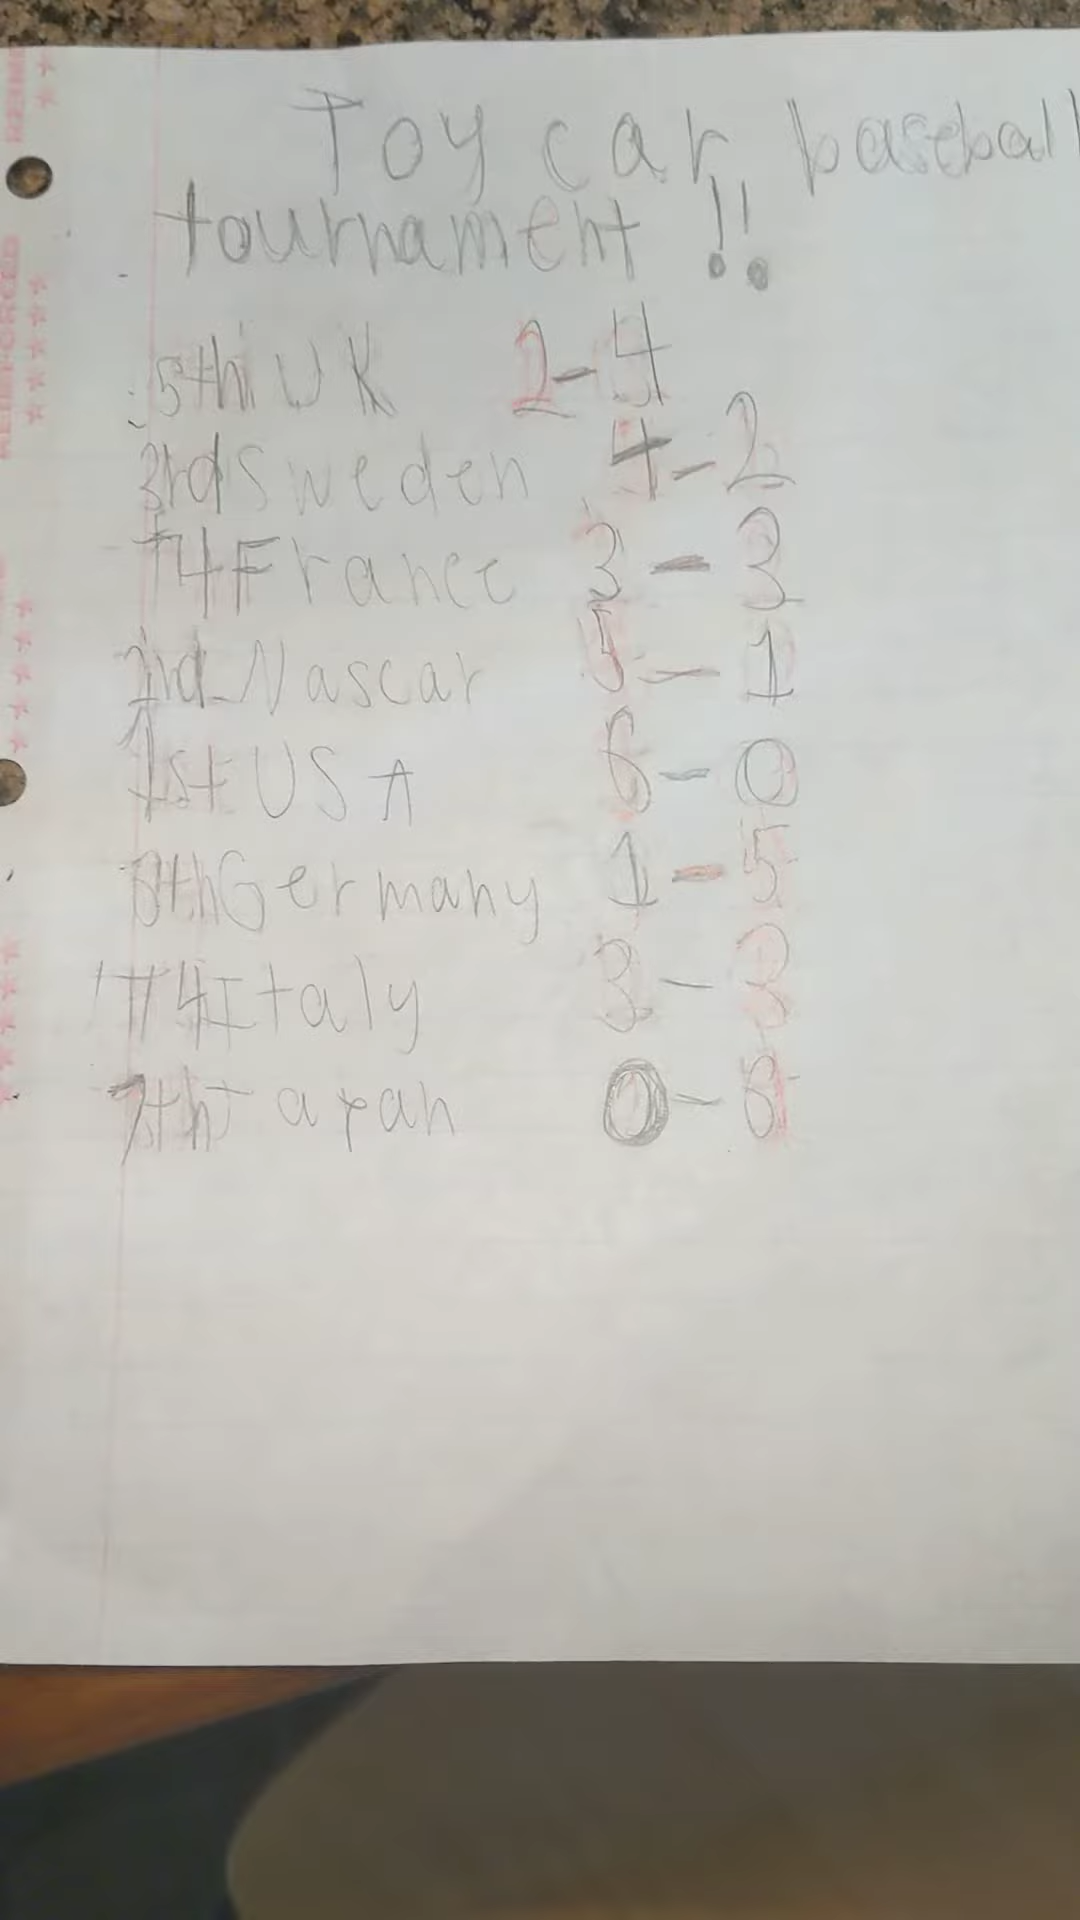 Toy car baseball
tournament !!
5th UK 2-4
3rd Sweden 4-2
T4 France 3-3
2rd Nascar 5-1
1st USA 6-0
6th Germany 1-5
T4 Italy 3-3
7th Japan 0-6